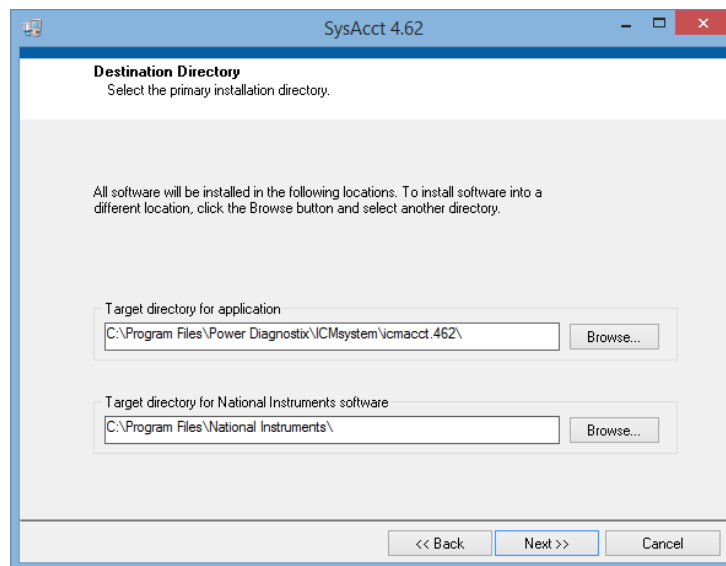 SysAcct 4.62
Destination Directory
Select the primary installation directory.
All software will be installed in the following locations. To install software into a
different location, click the Browse button and select another directory.
Target directory for application
C:\Program Files\Power Diagnostix\ICMsystem\icmacct.462\
Browse...
Target directory for National Instruments software
C:\Program Files\National Instruments\
Browse...
<< Back
Next >>
Cancel